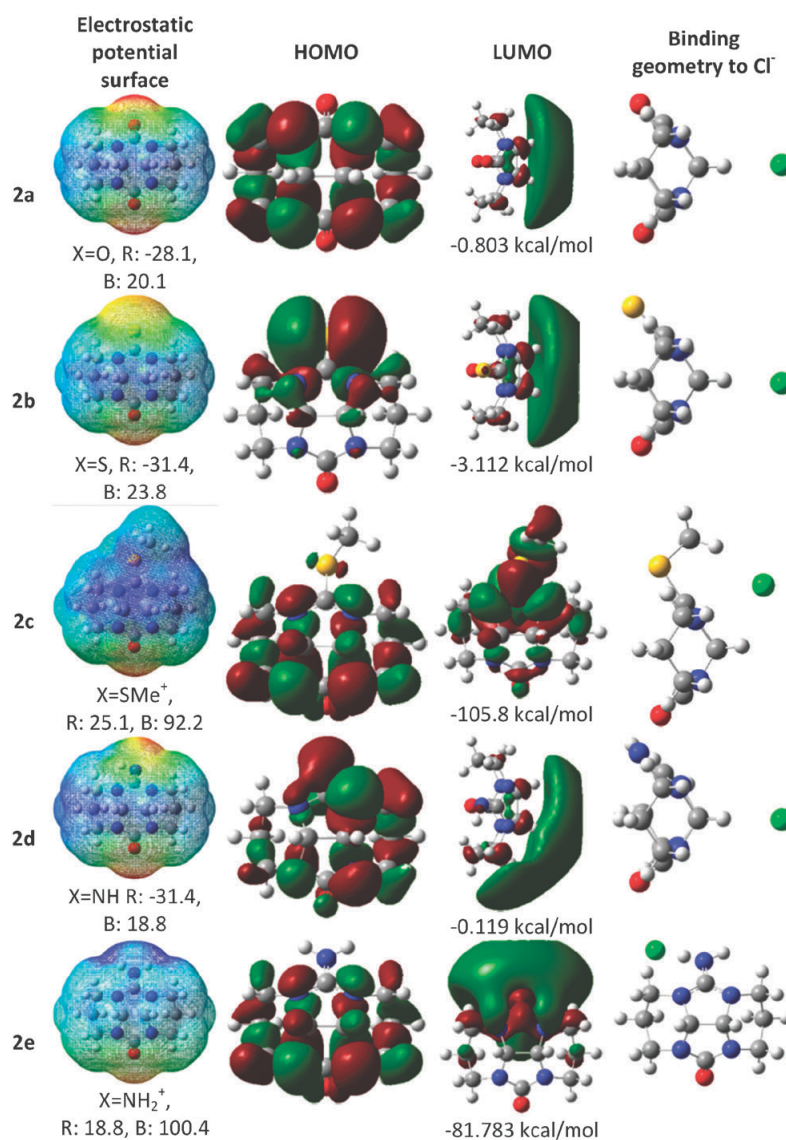 Electrostatic
potential
surface
HOMO
LUMO
Binding
geometry to Cl⁻
2a
X=O, R: -28.1,
B: 20.1
-0.803 kcal/mol
2b
X=S, R: -31.4,
B: 23.8
-3.112 kcal/mol
2c
X=SMe⁺,
R: 25.1, B: 92.2
-105.8 kcal/mol
2d
X=NH R: -31.4,
B: 18.8
-0.119 kcal/mol
2e
X=NH₂⁺,
R: 18.8, B: 100.4
-81.783 kcal/mol